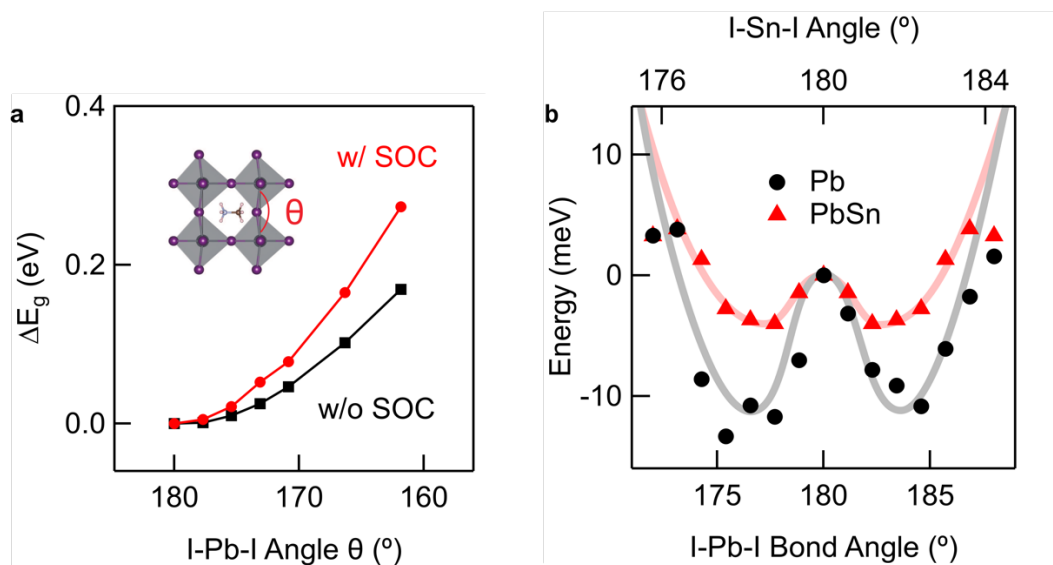 a
0.4
0.2
0.0
ΔE_g (eV)
w/ SOC
θ
w/o SOC
180
170
160
I-Pb-I Angle θ (º)
I-Sn-I Angle (º)
176
180
184
b
10
0
-10
Energy (meV)
Pb
PbSn
175
180
185
I-Pb-I Bond Angle (º)